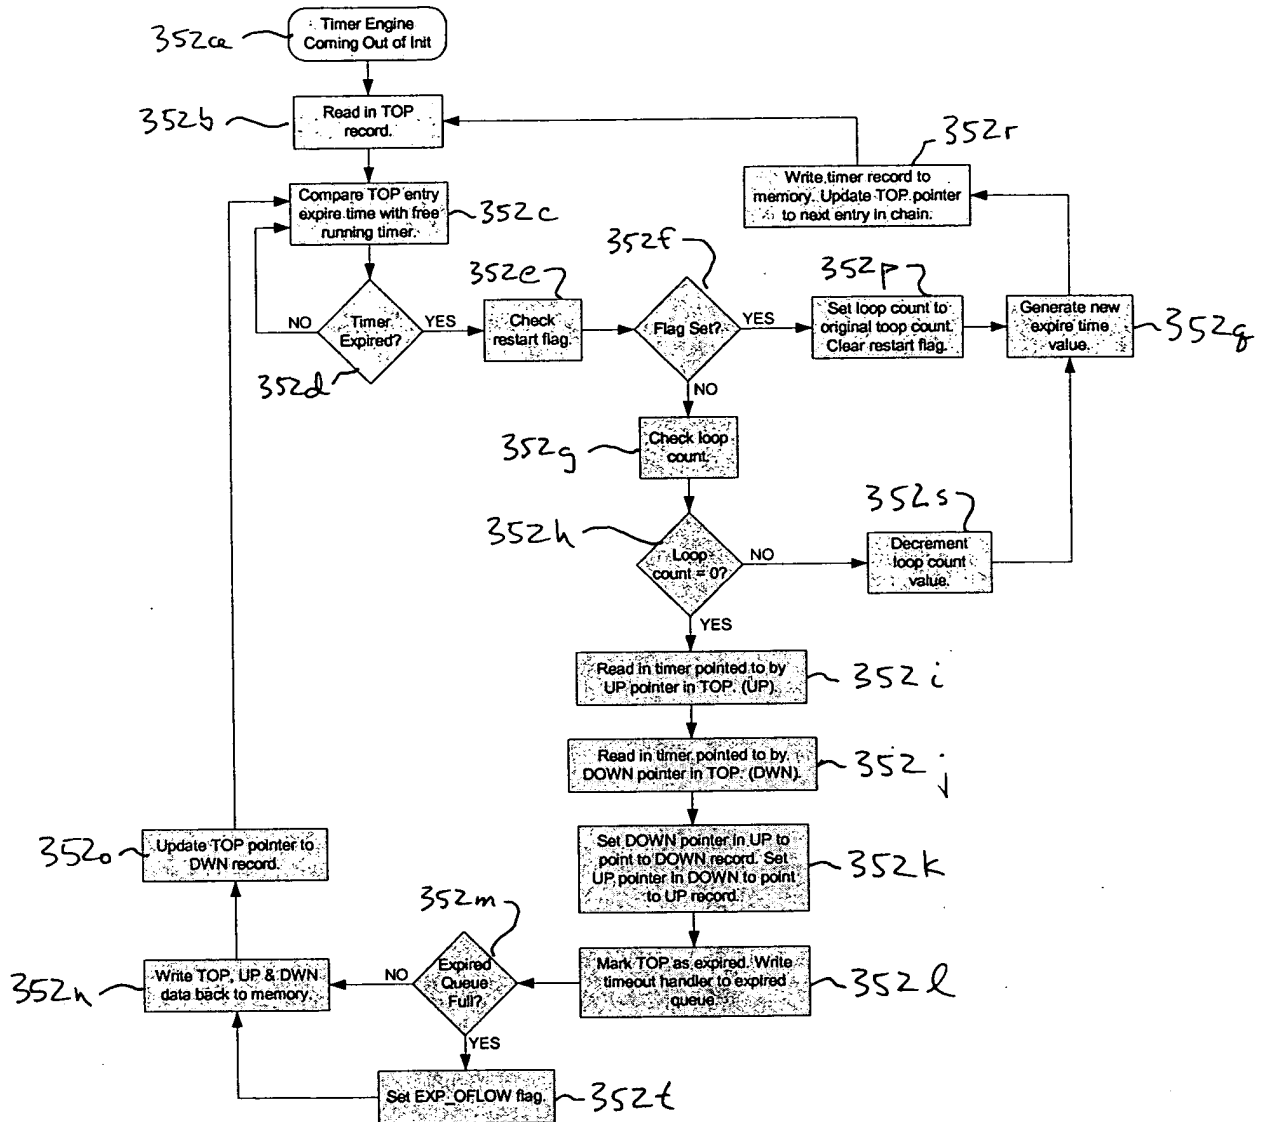 Timer Engine
Coming Out of Init
352a
Read in TOP
record.
352b
352r
Write timer record to
memory. Update TOP pointer
to next entry in chain.
Compare TOP entry
expire time with free
running timer.
352c
352f
352e
352p
NO
Timer
Expired?
YES
Check
restart flag.
Flag Set?
YES
Set loop count to
original loop count.
Clear restart flag.
Generate new
expire time
value.
352q
352d
NO
352g
Check loop
count.
352s
352h
Loop
count = 0?
NO
Decrement
loop count
value.
YES
Read in timer pointed to by
UP pointer in TOP. (UP).
352i
Read in timer pointed to by
DOWN pointer in TOP. (DWN).
352j
352o
Update TOP pointer to
DWN record.
Set DOWN pointer in UP to
point to DOWN record. Set
UP pointer in DOWN to point
to UP record.
352k
352m
352n
Write TOP, UP & DWN
data back to memory.
NO
Expired
Queue
Full?
Mark TOP as expired. Write
timeout handler to expired
queue.
352l
YES
Set EXP_OFLOW flag.
352t